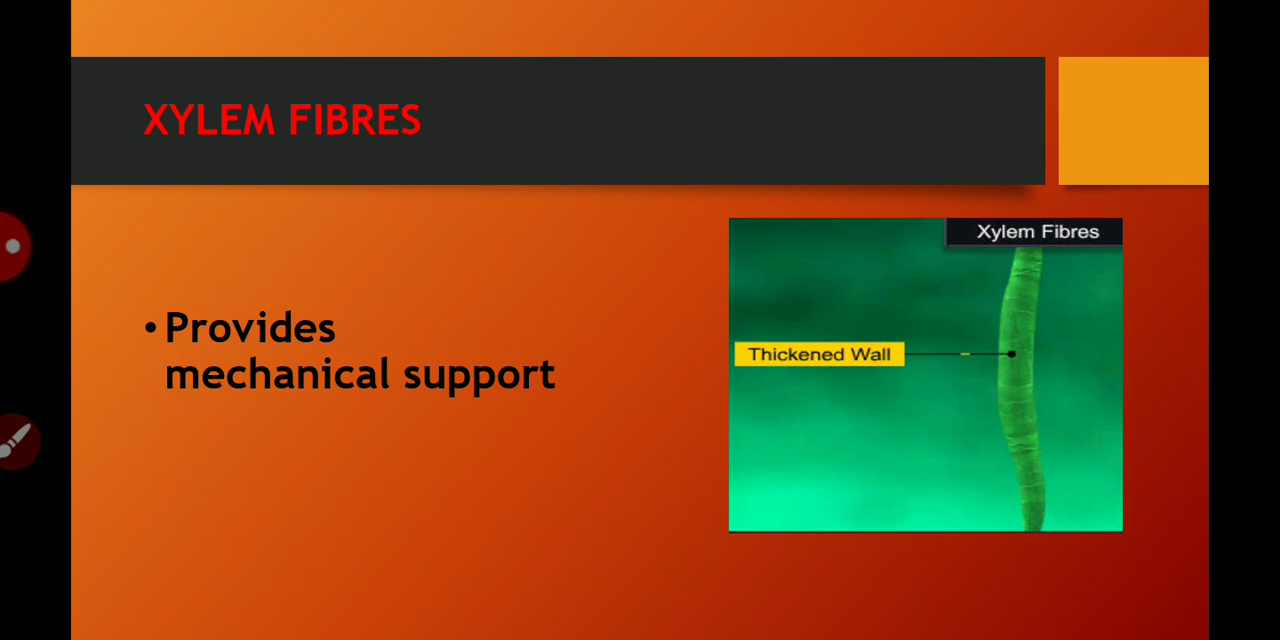 XYLEM FIBRES
Xylem Fibres
• Provides
mechanical support
Thickened Wall